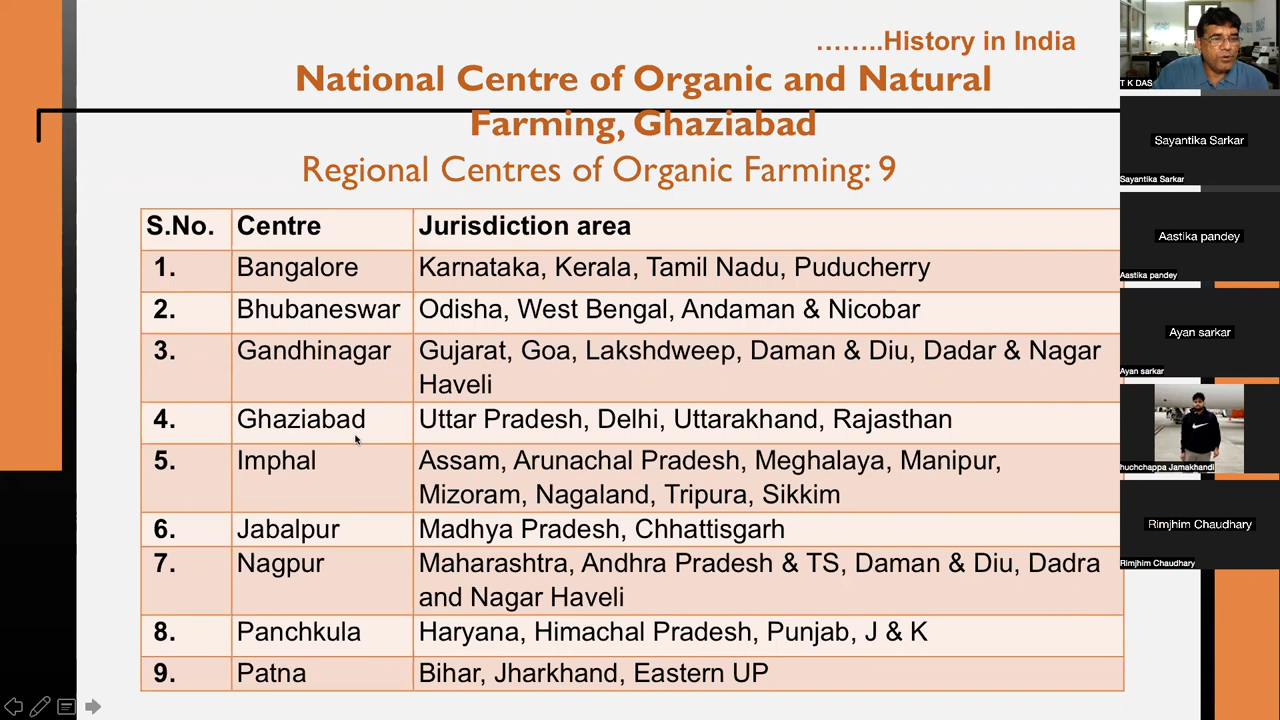 ……..History in India
National Centre of Organic and Natural
Farming, Ghaziabad
Regional Centres of Organic Farming: 9
S.No. Centre Jurisdiction area
1. Bangalore Karnataka, Kerala, Tamil Nadu, Puducherry
2. Bhubaneswar Odisha, West Bengal, Andaman & Nicobar
3. Gandhinagar Gujarat, Goa, Lakshdweep, Daman & Diu, Dadar & Nagar
Haveli
4. Ghaziabad Uttar Pradesh, Delhi, Uttarakhand, Rajasthan
5. Imphal Assam, Arunachal Pradesh, Meghalaya, Manipur,
Mizoram, Nagaland, Tripura, Sikkim
6. Jabalpur Madhya Pradesh, Chhattisgarh
7. Nagpur Maharashtra, Andhra Pradesh & TS, Daman & Diu, Dadra
and Nagar Haveli
8. Panchkula Haryana, Himachal Pradesh, Punjab, J & K
9. Patna Bihar, Jharkhand, Eastern UP
T K DAS
Sayantika Sarkar
Sayantika Sarkar
Aastika pandey
Aastika pandey
Ayan sarkar
Ayan sarkar
huchchappa Jamakhandi
Rimjhim Chaudhary
Rimjhim Chaudhary